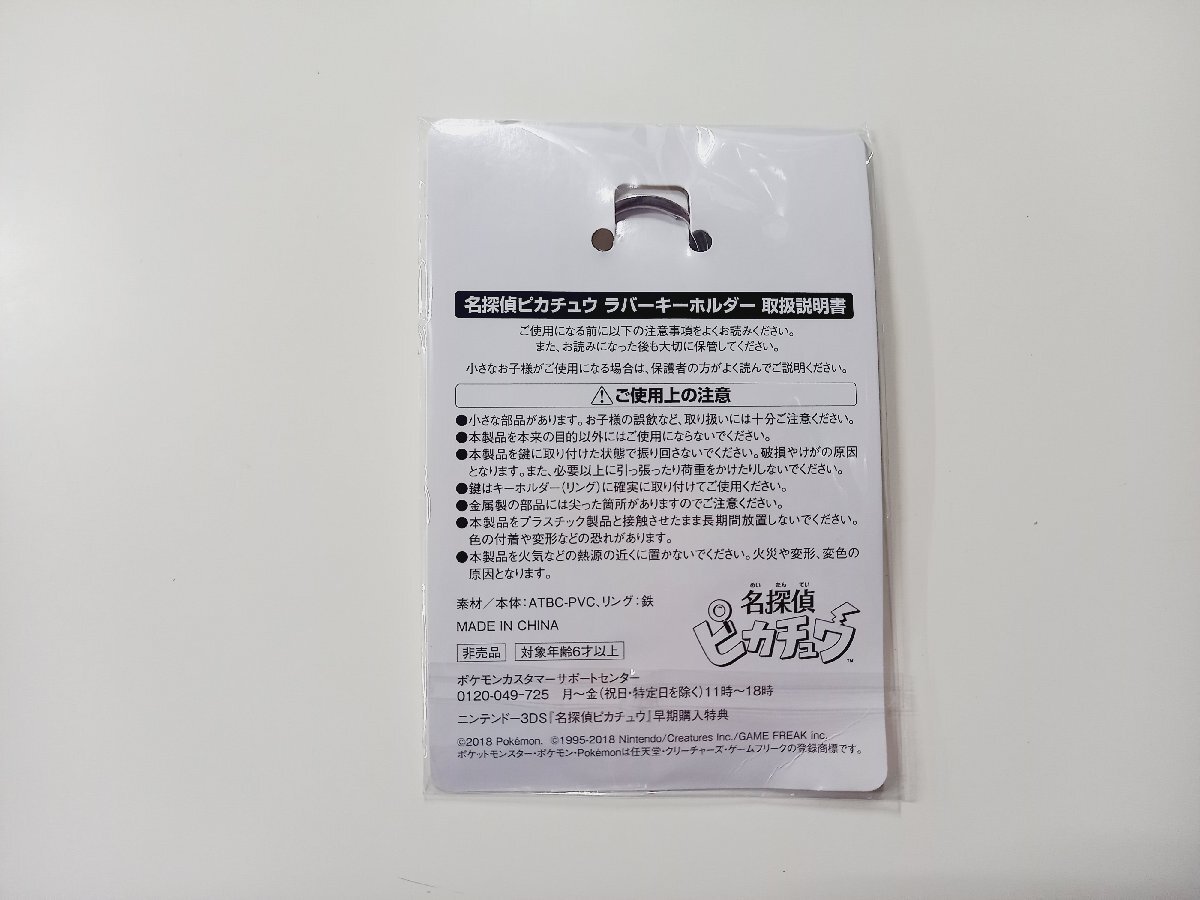 名探偵ピカチュウ ラバーキーホルダー 取扱説明書
ご使用になる前に以下の注意事項をよくお読みください。
また、お読みになった後も大切に保管してください。
小さなお子様がご使用になる場合は、保護者の方がよく読んでご説明ください。
⚠ご使用上の注意
●小さな部品があります。お子様の誤飲など、取り扱いには十分ご注意ください。
●本製品を本来の目的以外にはご使用にならないでください。
●本製品を鍵に取り付けた状態で振り回さないでください。破損やけがの原因
となります。また、必要以上に引っ張ったり荷重をかけたりしないでください。
●鍵はキーホルダー(リング)に確実に取り付けてご使用ください。
●金属製の部品には尖った箇所がありますのでご注意ください。
●本製品をプラスチック製品と接触させたまま長期間放置しないでください。
色の付着や変形などの恐れがあります。
●本製品を火気などの熱源の近くに置かないでください。火災や変形、変色の
原因となります。
素材/本体:ATBC-PVC、リング:鉄
MADE IN CHINA
非売品 対象年齢6才以上
めい たん てい
名探偵
ピカチュウ™
ポケモンカスタマーサポートセンター
0120-049-725 月~金(祝日・特定日を除く)11時~18時
ニンテンドー3DS『名探偵ピカチュウ』早期購入特典
©2018 Pokémon. ©1995-2018 Nintendo/Creatures Inc./GAME FREAK inc.
ポケットモンスター・ポケモン・Pokémonは任天堂・クリーチャーズ・ゲームフリークの登録商標です。